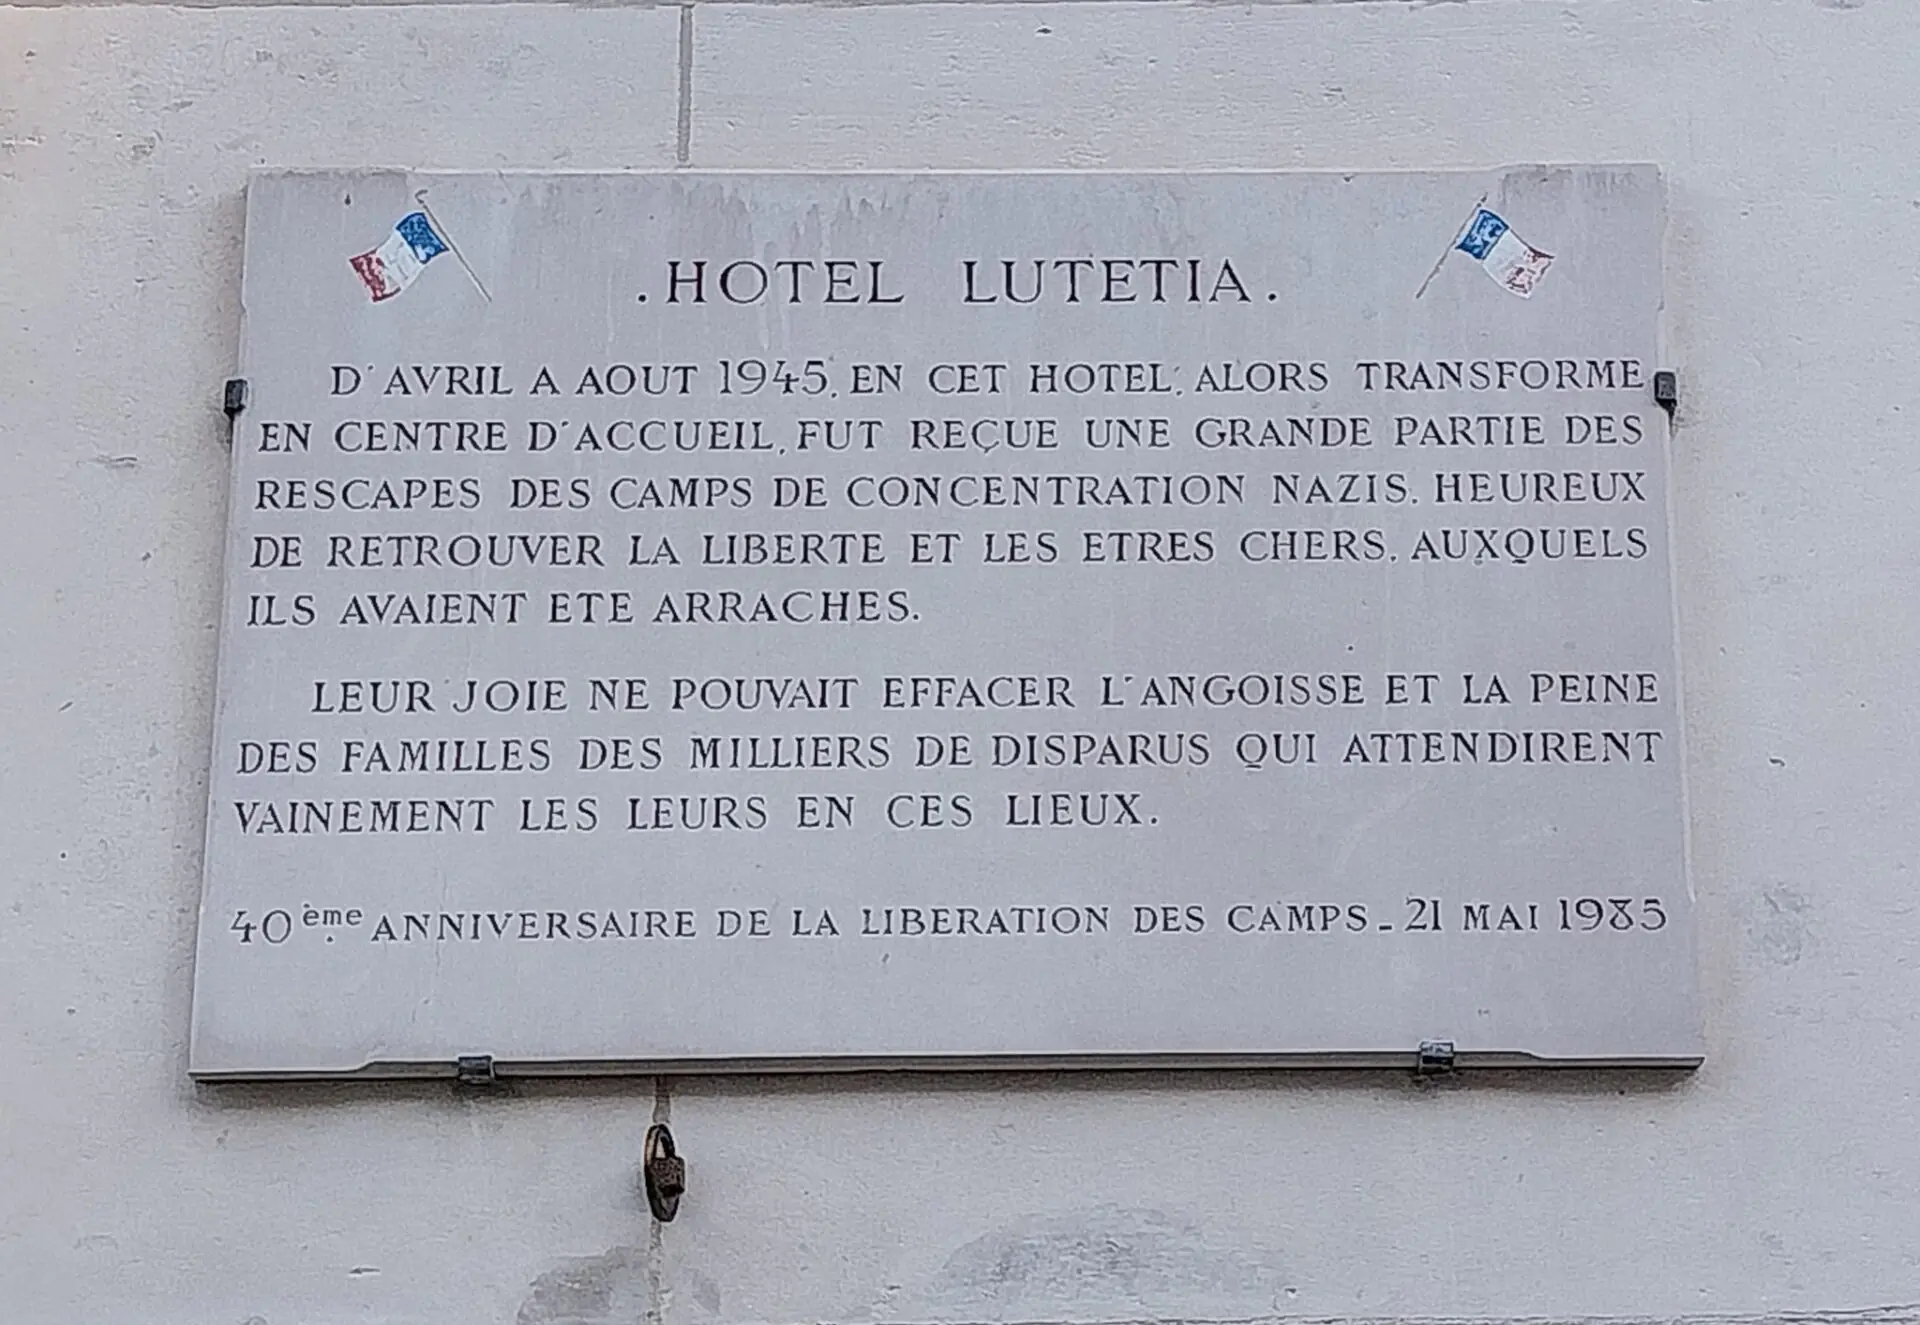 . HOTEL LUTETIA .
D'AVRIL A AOUT 1945, EN CET HOTEL, ALORS TRANSFORME
EN CENTRE D'ACCUEIL, FUT REÇUE UNE GRANDE PARTIE DES
RESCAPES DES CAMPS DE CONCENTRATION NAZIS. HEUREUX
DE RETROUVER LA LIBERTE ET LES ETRES CHERS, AUXQUELS
ILS AVAIENT ETE ARRACHES.
LEUR JOIE NE POUVAIT EFFACER L'ANGOISSE ET LA PEINE
DES FAMILLES DES MILLIERS DE DISPARUS QUI ATTENDIRENT
VAINEMENT LES LEURS EN CES LIEUX.
40ème ANNIVERSAIRE DE LA LIBERATION DES CAMPS - 21 MAI 1985